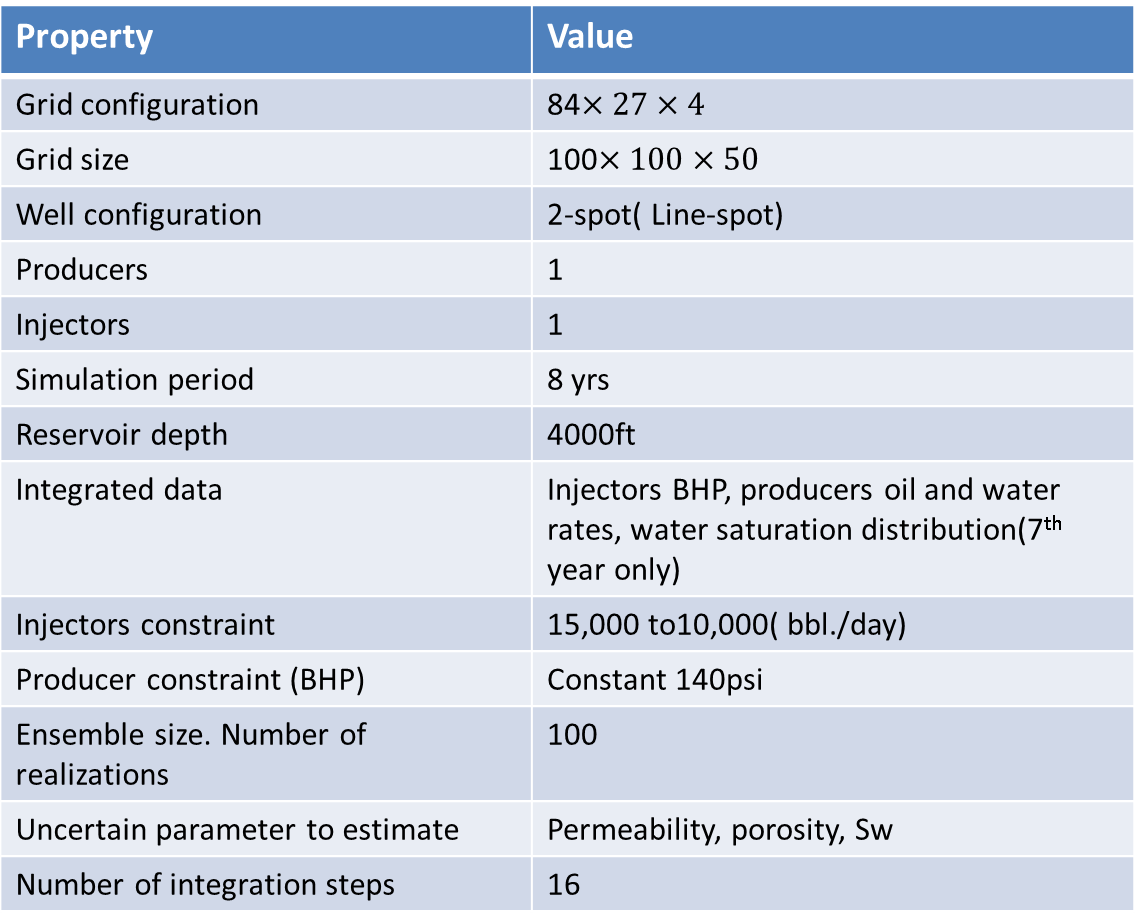 Property Value
Grid configuration 84× 27 × 4
Grid size 100× 100 × 50
Well configuration 2-spot( Line-spot)
Producers 1
Injectors 1
Simulation period 8 yrs
Reservoir depth 4000ft
Integrated data Injectors BHP, producers oil and water
rates, water saturation distribution(7th
year only)
Injectors constraint 15,000 to10,000( bbl./day)
Producer constraint (BHP) Constant 140psi
Ensemble size. Number of 100
realizations
Uncertain parameter to estimate Permeability, porosity, Sw
Number of integration steps 16